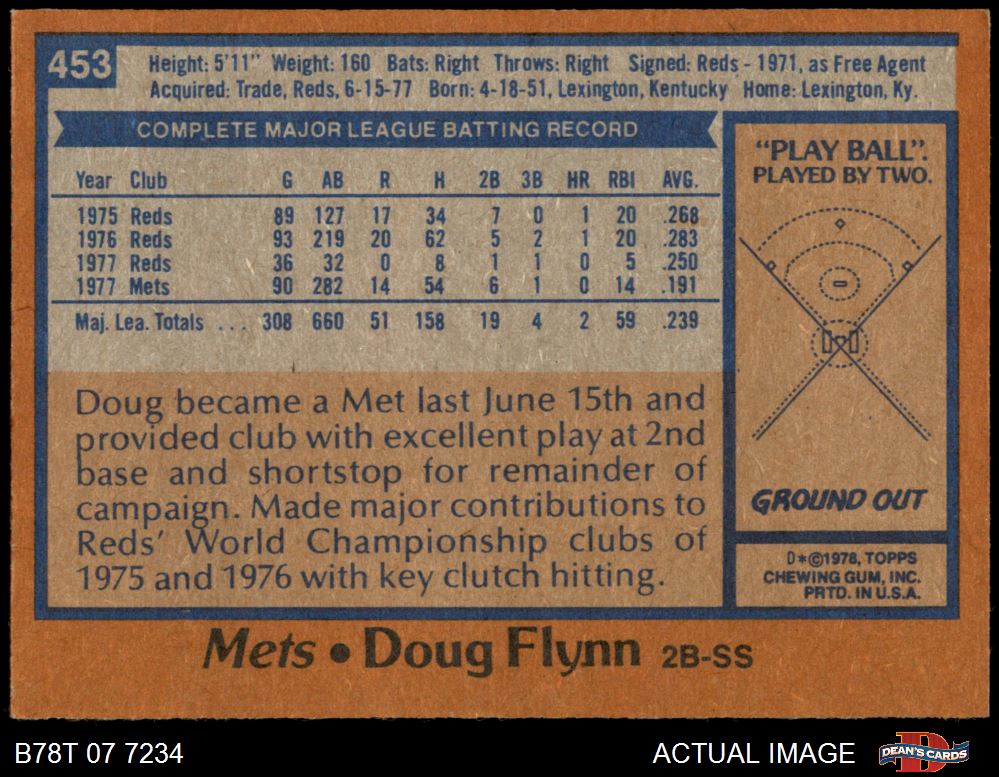 453
Height: 5'11" Weight: 160 Bats: Right Throws: Right Signed: Reds - 1971, as Free Agent
Acquired: Trade, Reds, 6-15-77 Born: 4-18-51, Lexington, Kentucky Home: Lexington, Ky.
COMPLETE MAJOR LEAGUE BATTING RECORD
Year Club G AB R H 2B 3B HR RBI AVG.
1975 Reds 89 127 17 34 7 0 1 20 .268
1976 Reds 93 219 20 62 5 2 1 20 .283
1977 Reds 36 32 0 8 1 1 0 5 .250
1977 Mets 90 282 14 54 6 1 0 14 .191
Maj. Lea. Totals ... 308 660 51 158 19 4 2 59 .239
Doug became a Met last June 15th and
provided club with excellent play at 2nd
base and shortstop for remainder of
campaign. Made major contributions to
Reds' World Championship clubs of
1975 and 1976 with key clutch hitting.
"PLAY BALL".
PLAYED BY TWO.
GROUND OUT
D*©1978, TOPPS
CHEWING GUM, INC.
PRTD. IN U.S.A.
Mets • Doug Flynn 2B-SS
B78T 07 7234
ACTUAL IMAGE
DEAN'S CARDS